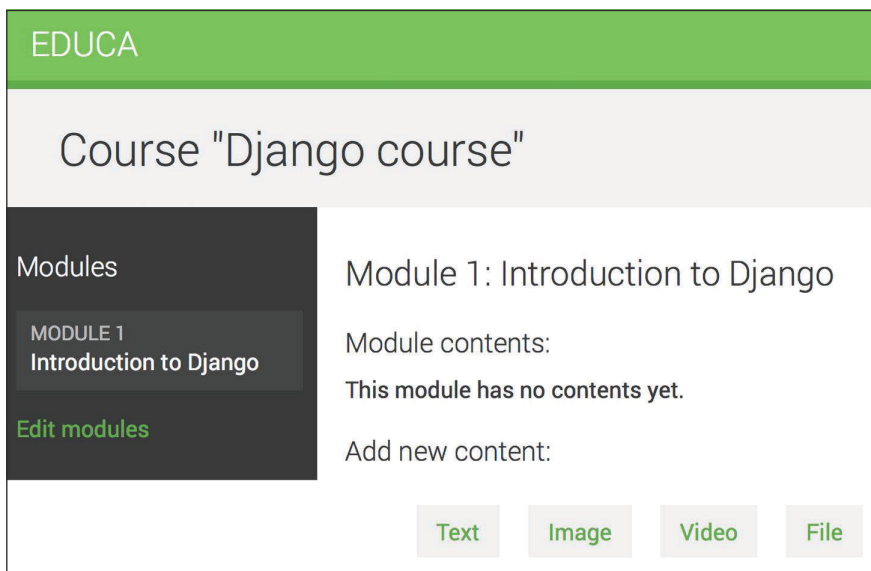 EDUCA
Course "Django course"
Modules
MODULE 1
Introduction to Django
Edit modules
Module 1: Introduction to Django
Module contents:
This module has no contents yet.
Add new content:
Text Image Video File